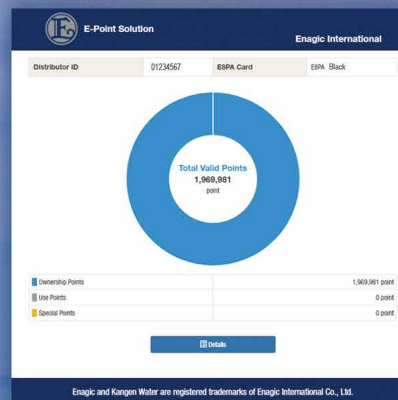 E-Point Solution
Enagic International
Distributor ID 01234567 E8PA Card E8PA Black
Total Valid Points
1,969,981
point
Ownership Points 1,969,981 point
Use Points 0 point
Special Points 0 point
Details
Enagic and Kangen Water are registered trademarks of Enagic International Co., Ltd.